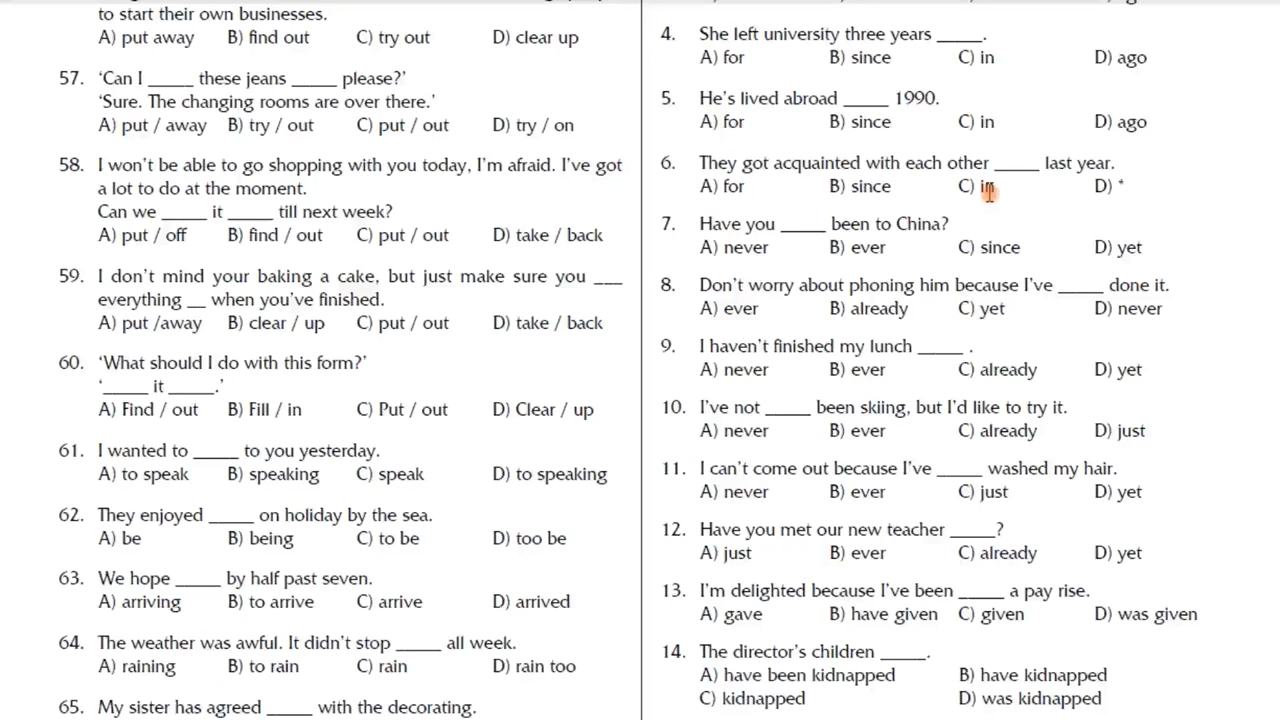 to start their own businesses.
A) put away B) find out C) try out D) clear up
57. ‘Can I _____ these jeans _____ please?’
‘Sure. The changing rooms are over there.’
A) put / away B) try / out C) put / out D) try / on
58. I won’t be able to go shopping with you today, I’m afraid. I’ve got
a lot to do at the moment.
Can we _____ it _____ till next week?
A) put / off B) find / out C) put / out D) take / back
59. I don’t mind your baking a cake, but just make sure you ___
everything __ when you’ve finished.
A) put /away B) clear / up C) put / out D) take / back
60. ‘What should I do with this form?’
‘_____ it _____.’
A) Find / out B) Fill / in C) Put / out D) Clear / up
61. I wanted to _____ to you yesterday.
A) to speak B) speaking C) speak D) to speaking
62. They enjoyed _____ on holiday by the sea.
A) be B) being C) to be D) too be
63. We hope _____ by half past seven.
A) arriving B) to arrive C) arrive D) arrived
64. The weather was awful. It didn’t stop _____ all week.
A) raining B) to rain C) rain D) rain too
65. My sister has agreed _____ with the decorating.
4. She left university three years _____.
A) for B) since C) in D) ago
5. He’s lived abroad _____ 1990.
A) for B) since C) in D) ago
6. They got acquainted with each other _____ last year.
A) for B) since C) in D) *
7. Have you _____ been to China?
A) never B) ever C) since D) yet
8. Don’t worry about phoning him because I’ve _____ done it.
A) ever B) already C) yet D) never
9. I haven’t finished my lunch _____ .
A) never B) ever C) already D) yet
10. I’ve not _____ been skiing, but I’d like to try it.
A) never B) ever C) already D) just
11. I can’t come out because I’ve _____ washed my hair.
A) never B) ever C) just D) yet
12. Have you met our new teacher _____?
A) just B) ever C) already D) yet
13. I’m delighted because I’ve been _____ a pay rise.
A) gave B) have given C) given D) was given
14. The director’s children _____.
A) have been kidnapped B) have kidnapped
C) kidnapped D) was kidnapped